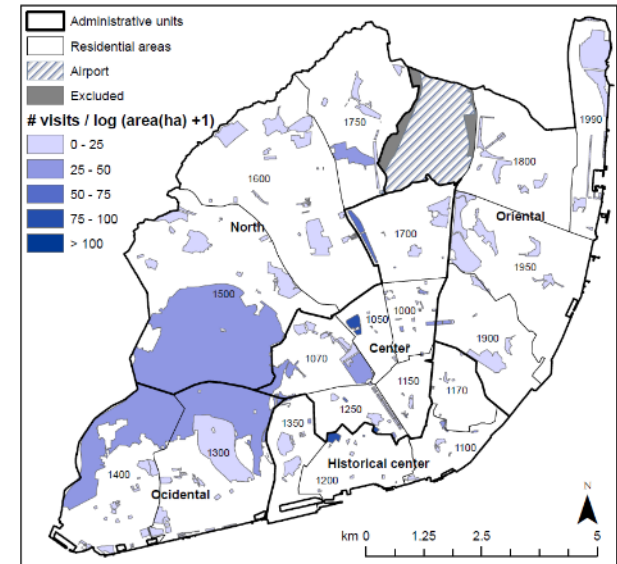 Administrative units
Residential areas
Airport
Excluded
# visits / log (area(ha) +1)
0 - 25
25 - 50
50 - 75
75 - 100
> 100
1750
1990
1800
1600
North
1700
Oriental
1950
1500
1050
1000
Center
1070
1900
1150
1170
1250
1350
1300
1100
Historical center
1400
1200
Ocidental
N
km 0 1,25 2.5 5